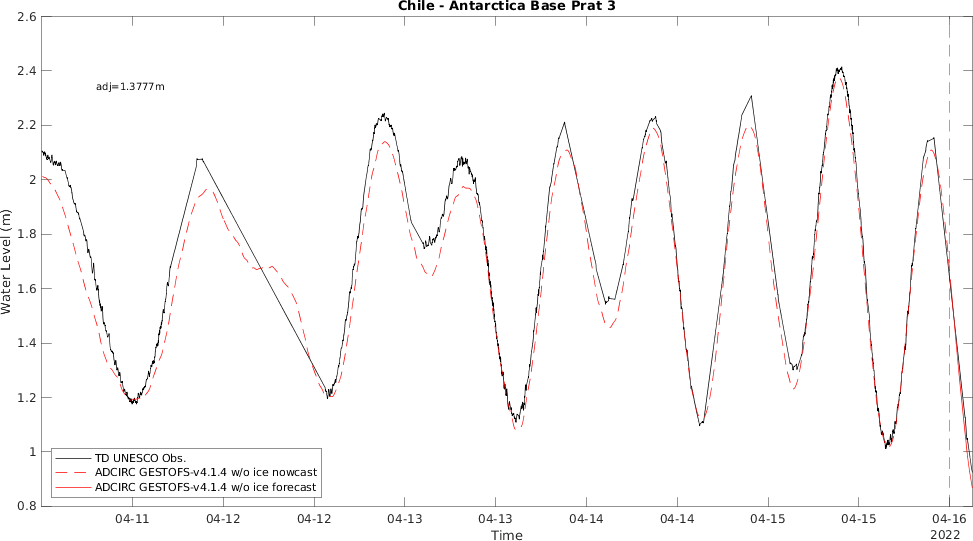 Chile - Antarctica Base Prat 3
2.6
2.4
2.2
2
1.8
1.6
1.4
1.2
1
0.8
Water Level (m)
adj=1.3777m
TD UNESCO Obs.
ADCIRC GESTOFS-v4.1.4 w/o ice nowcast
ADCIRC GESTOFS-v4.1.4 w/o ice forecast
04-11 04-12 04-12 04-13 04-13 04-14 04-14 04-15 04-15 04-16
2022
Time